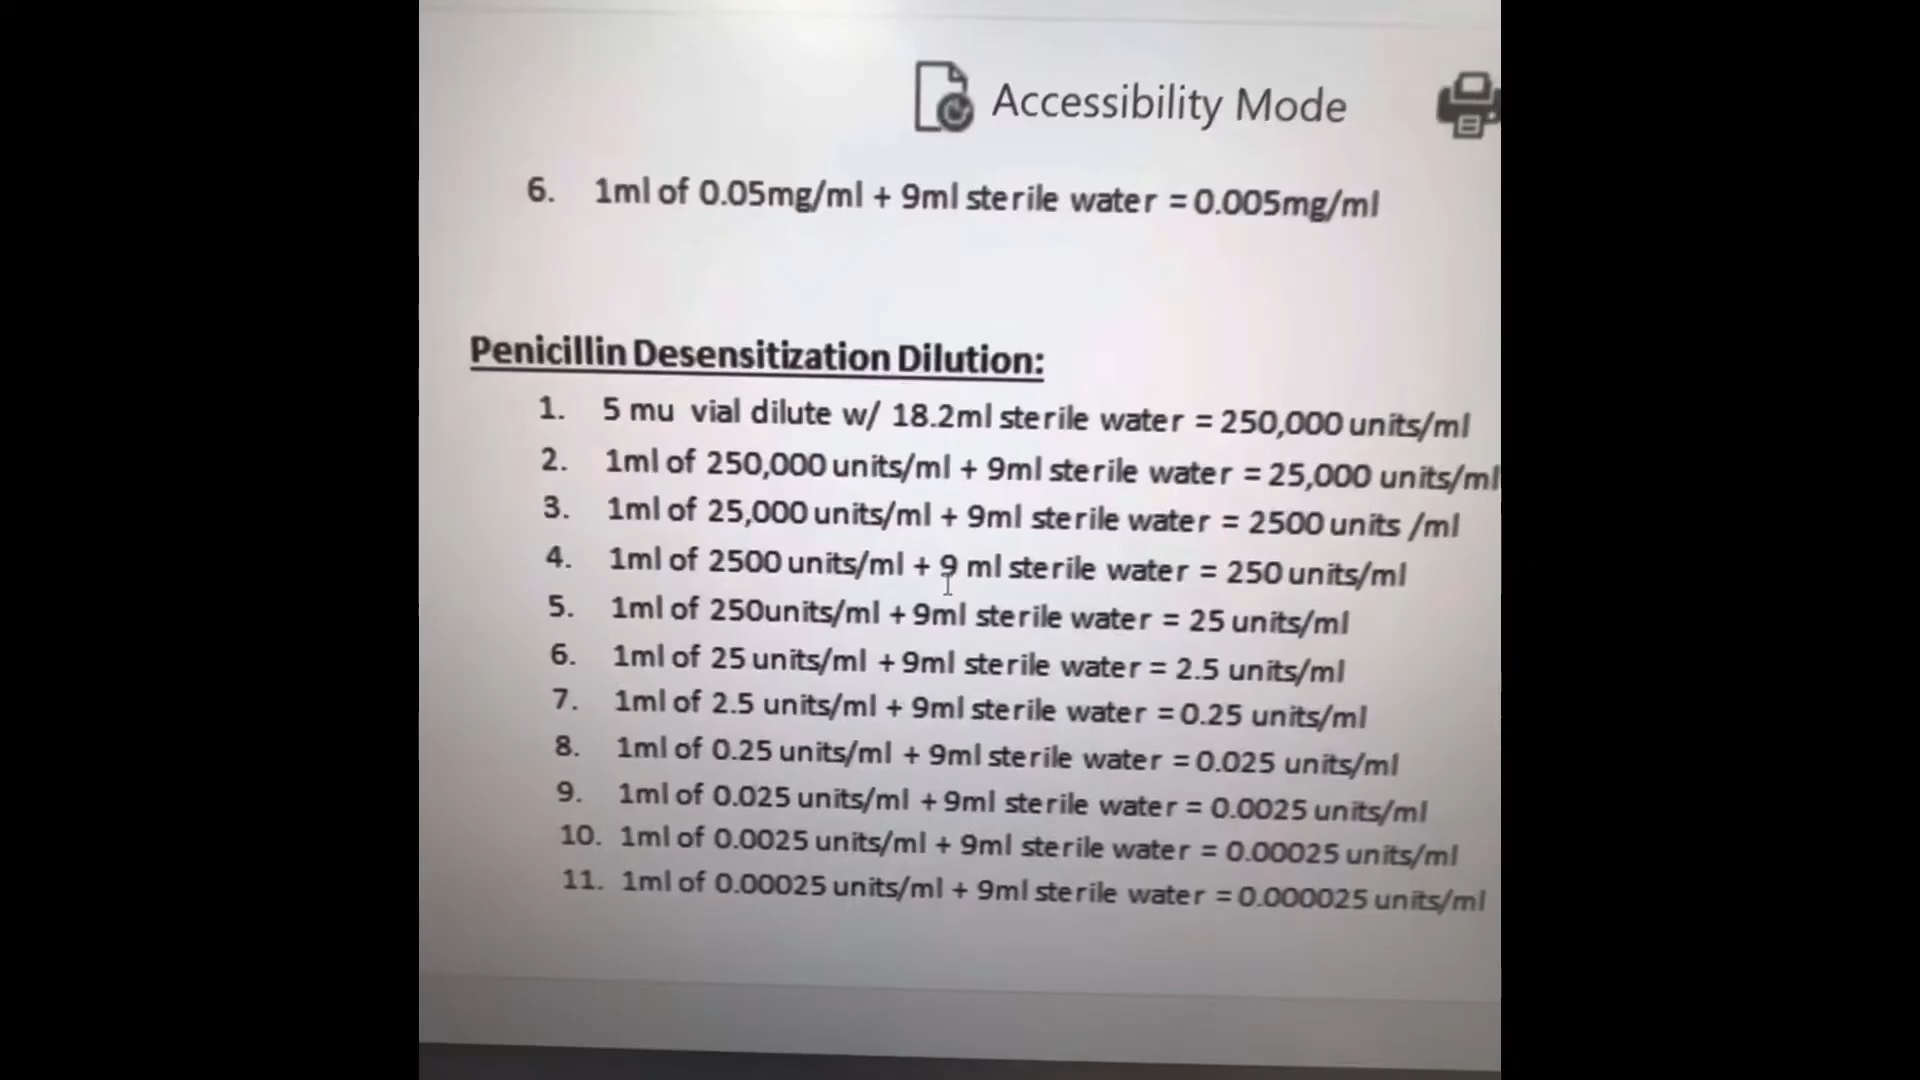 Accessibility Mode
6. 1ml of 0.05mg/ml + 9ml sterile water = 0.005mg/ml
Penicillin Desensitization Dilution:
1. 5 mu vial dilute w/ 18.2ml sterile water = 250,000 units/ml
2. 1ml of 250,000 units/ml + 9ml sterile water = 25,000 units/ml
3. 1ml of 25,000 units/ml + 9ml sterile water = 2500 units /ml
4. 1ml of 2500 units/ml + 9 ml sterile water = 250 units/ml
5. 1ml of 250units/ml + 9ml sterile water = 25 units/ml
6. 1ml of 25 units/ml + 9ml sterile water = 2.5 units/ml
7. 1ml of 2.5 units/ml + 9ml sterile water = 0.25 units/ml
8. 1ml of 0.25 units/ml + 9ml sterile water = 0.025 units/ml
9. 1ml of 0.025 units/ml + 9ml sterile water = 0.0025 units/ml
10. 1ml of 0.0025 units/ml + 9ml sterile water = 0.00025 units/ml
11. 1ml of 0.00025 units/ml + 9ml sterile water = 0.000025 units/ml